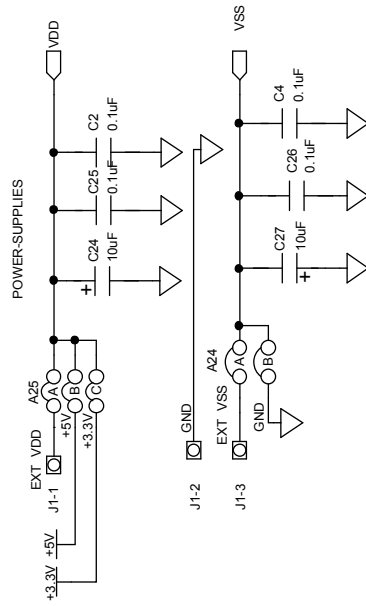 POWER-SUPPLIES
VDD
C2
0.1uF
C25
0.1uF
C24
10uF
+
A25
A
B
C
+5V
+3.3V
EXT VDD
J1-1
+5V
+3.3V
GND
J1-2
VSS
C4
0.1uF
C26
0.1uF
C27
10uF
+
A24
A
B
EXT VSS
J1-3
GND